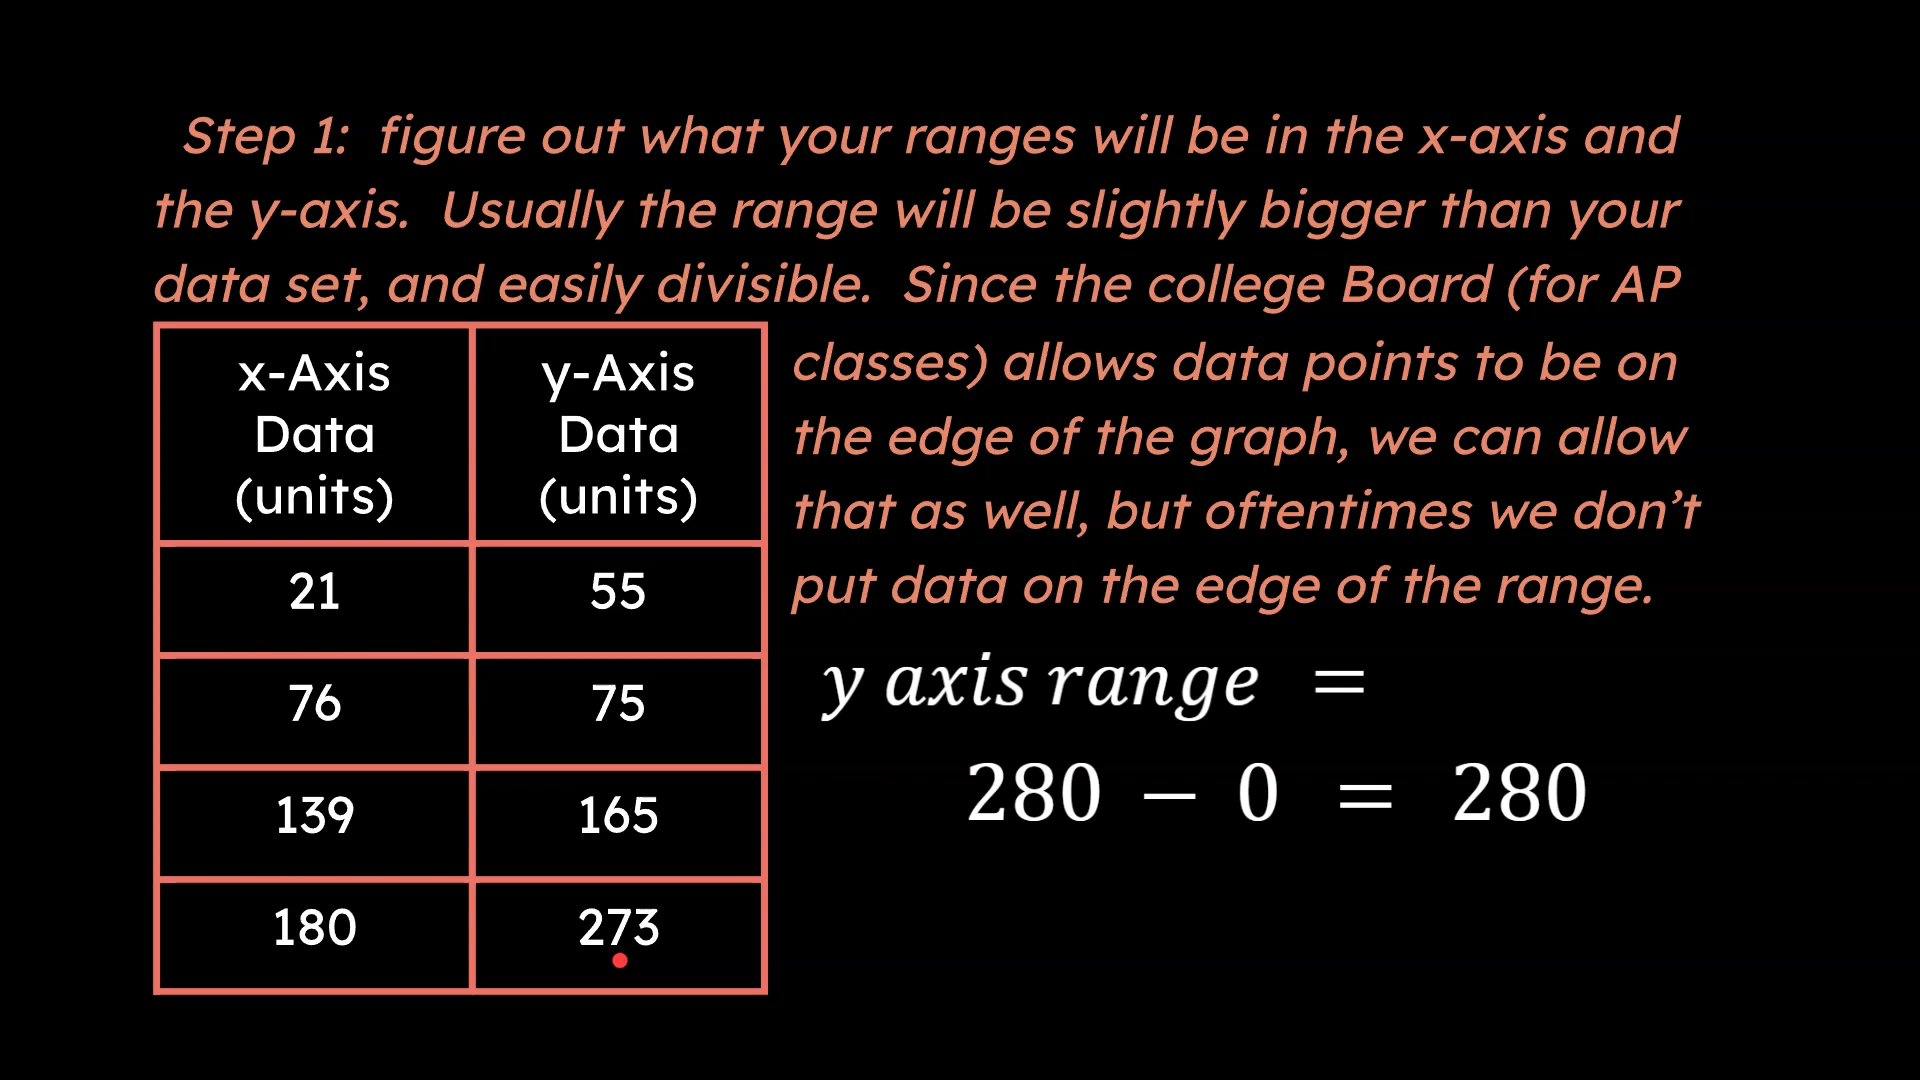 Step 1:  figure out what your ranges will be in the x-axis and
the y-axis.  Usually the range will be slightly bigger than your
data set, and easily divisible.  Since the college Board (for AP
classes) allows data points to be on
the edge of the graph, we can allow
that as well, but oftentimes we don’t
put data on the edge of the range.
x-Axis
Data
(units)
y-Axis
Data
(units)
21 55
76 75
139 165
180 273
y axis range =
280 − 0 = 280